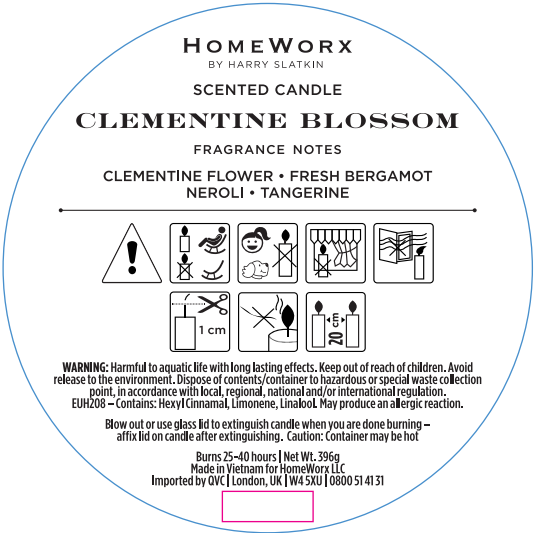 HOMEWORX
BY HARRY SLATKIN
SCENTED CANDLE
CLEMENTINE BLOSSOM
FRAGRANCE NOTES
CLEMENTINE FLOWER • FRESH BERGAMOT
NEROLI • TANGERINE
1 cm
20 cm
WARNING: Harmful to aquatic life with long lasting effects. Keep out of reach of children. Avoid
release to the environment. Dispose of contents/container to hazardous or special waste collection
point, in accordance with local, regional, national and/or international regulation.
EUH208 – Contains: Hexyl Cinnamal, Limonene, Linalool. May produce an allergic reaction.
Blow out or use glass lid to extinguish candle when you are done burning –
affix lid on candle after extinguishing. Caution: Container may be hot
Burns 25-40 hours | Net Wt. 396g
Made in Vietnam for HomeWorx LLC
Imported by QVC | London, UK | W4 5XU | 0800 51 41 31